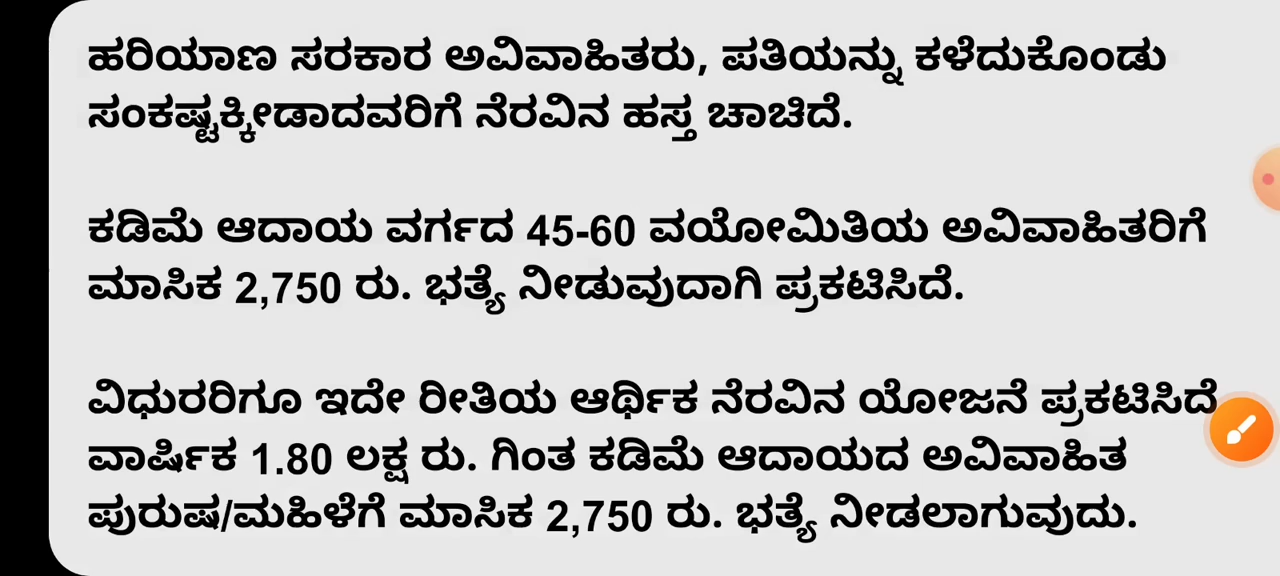 ಹರಿಯಾಣ ಸರಕಾರ ಅವಿವಾಹಿತರು, ಪತಿಯನ್ನು ಕಳೆದುಕೊಂಡು
ಸಂಕಷ್ಟಕ್ಕೀಡಾದವರಿಗೆ ನೆರವಿನ ಹಸ್ತ ಚಾಚಿದೆ.
ಕಡಿಮೆ ಆದಾಯ ವರ್ಗದ 45-60 ವಯೋಮಿತಿಯ ಅವಿವಾಹಿತರಿಗೆ
ಮಾಸಿಕ 2,750 ರು. ಭತ್ಯೆ ನೀಡುವುದಾಗಿ ಪ್ರಕಟಿಸಿದೆ.
ವಿಧುರರಿಗೂ ಇದೇ ರೀತಿಯ ಆರ್ಥಿಕ ನೆರವಿನ ಯೋಜನೆ ಪ್ರಕಟಿಸಿದೆ
ವಾರ್ಷಿಕ 1.80 ಲಕ್ಷ ರು. ಗಿಂತ ಕಡಿಮೆ ಆದಾಯದ ಅವಿವಾಹಿತ
ಪುರುಷ/ಮಹಿಳೆಗೆ ಮಾಸಿಕ 2,750 ರು. ಭತ್ಯೆ ನೀಡಲಾಗುವುದು.